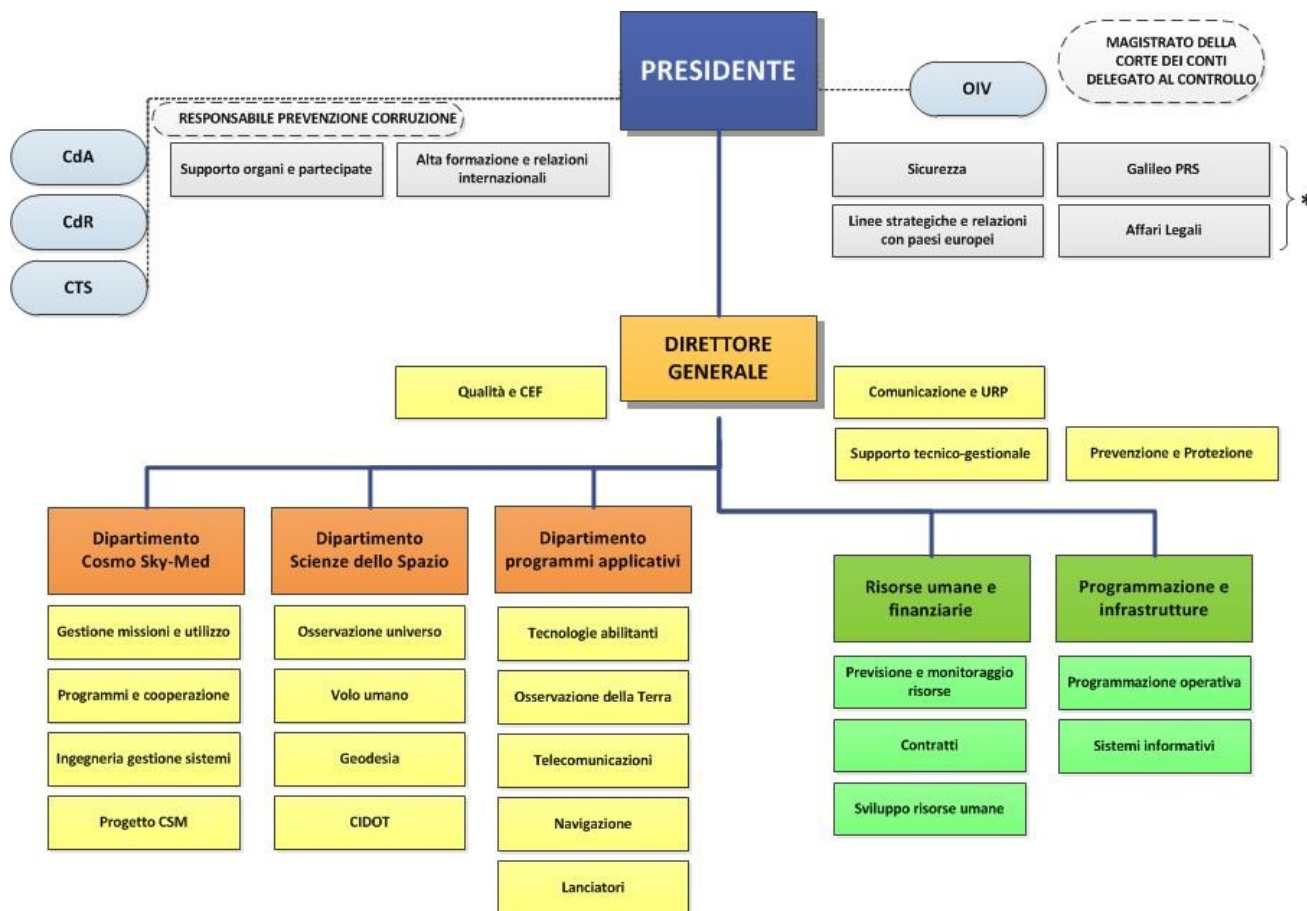 PRESIDENTE
MAGISTRATO DELLA
CORTE DEI CONTI
DELEGATO AL CONTROLLO
OIV
RESPONSABILE PREVENZIONE CORRUZIONE
CdA
CdR
CTS
Supporto organi e partecipate
Alta formazione e relazioni
internazionali
Sicurezza
Galileo PRS
Linee strategiche e relazioni
con paesi europei
Affari Legali
*
DIRETTORE
GENERALE
Qualità e CEF
Comunicazione e URP
Supporto tecnico-gestionale
Prevenzione e Protezione
Dipartimento
Cosmo Sky-Med
Gestione missioni e utilizzo
Programmi e cooperazione
Ingegneria gestione sistemi
Progetto CSM
Dipartimento
Scienze dello Spazio
Osservazione universo
Volo umano
Geodesia
CIDOT
Dipartimento
programmi applicativi
Tecnologie abilitanti
Osservazione della Terra
Telecomunicazioni
Navigazione
Lanciatori
Risorse umane e
finanziarie
Previsione e monitoraggio
risorse
Contratti
Sviluppo risorse umane
Programmazione e
infrastrutture
Programmazione operativa
Sistemi informativi